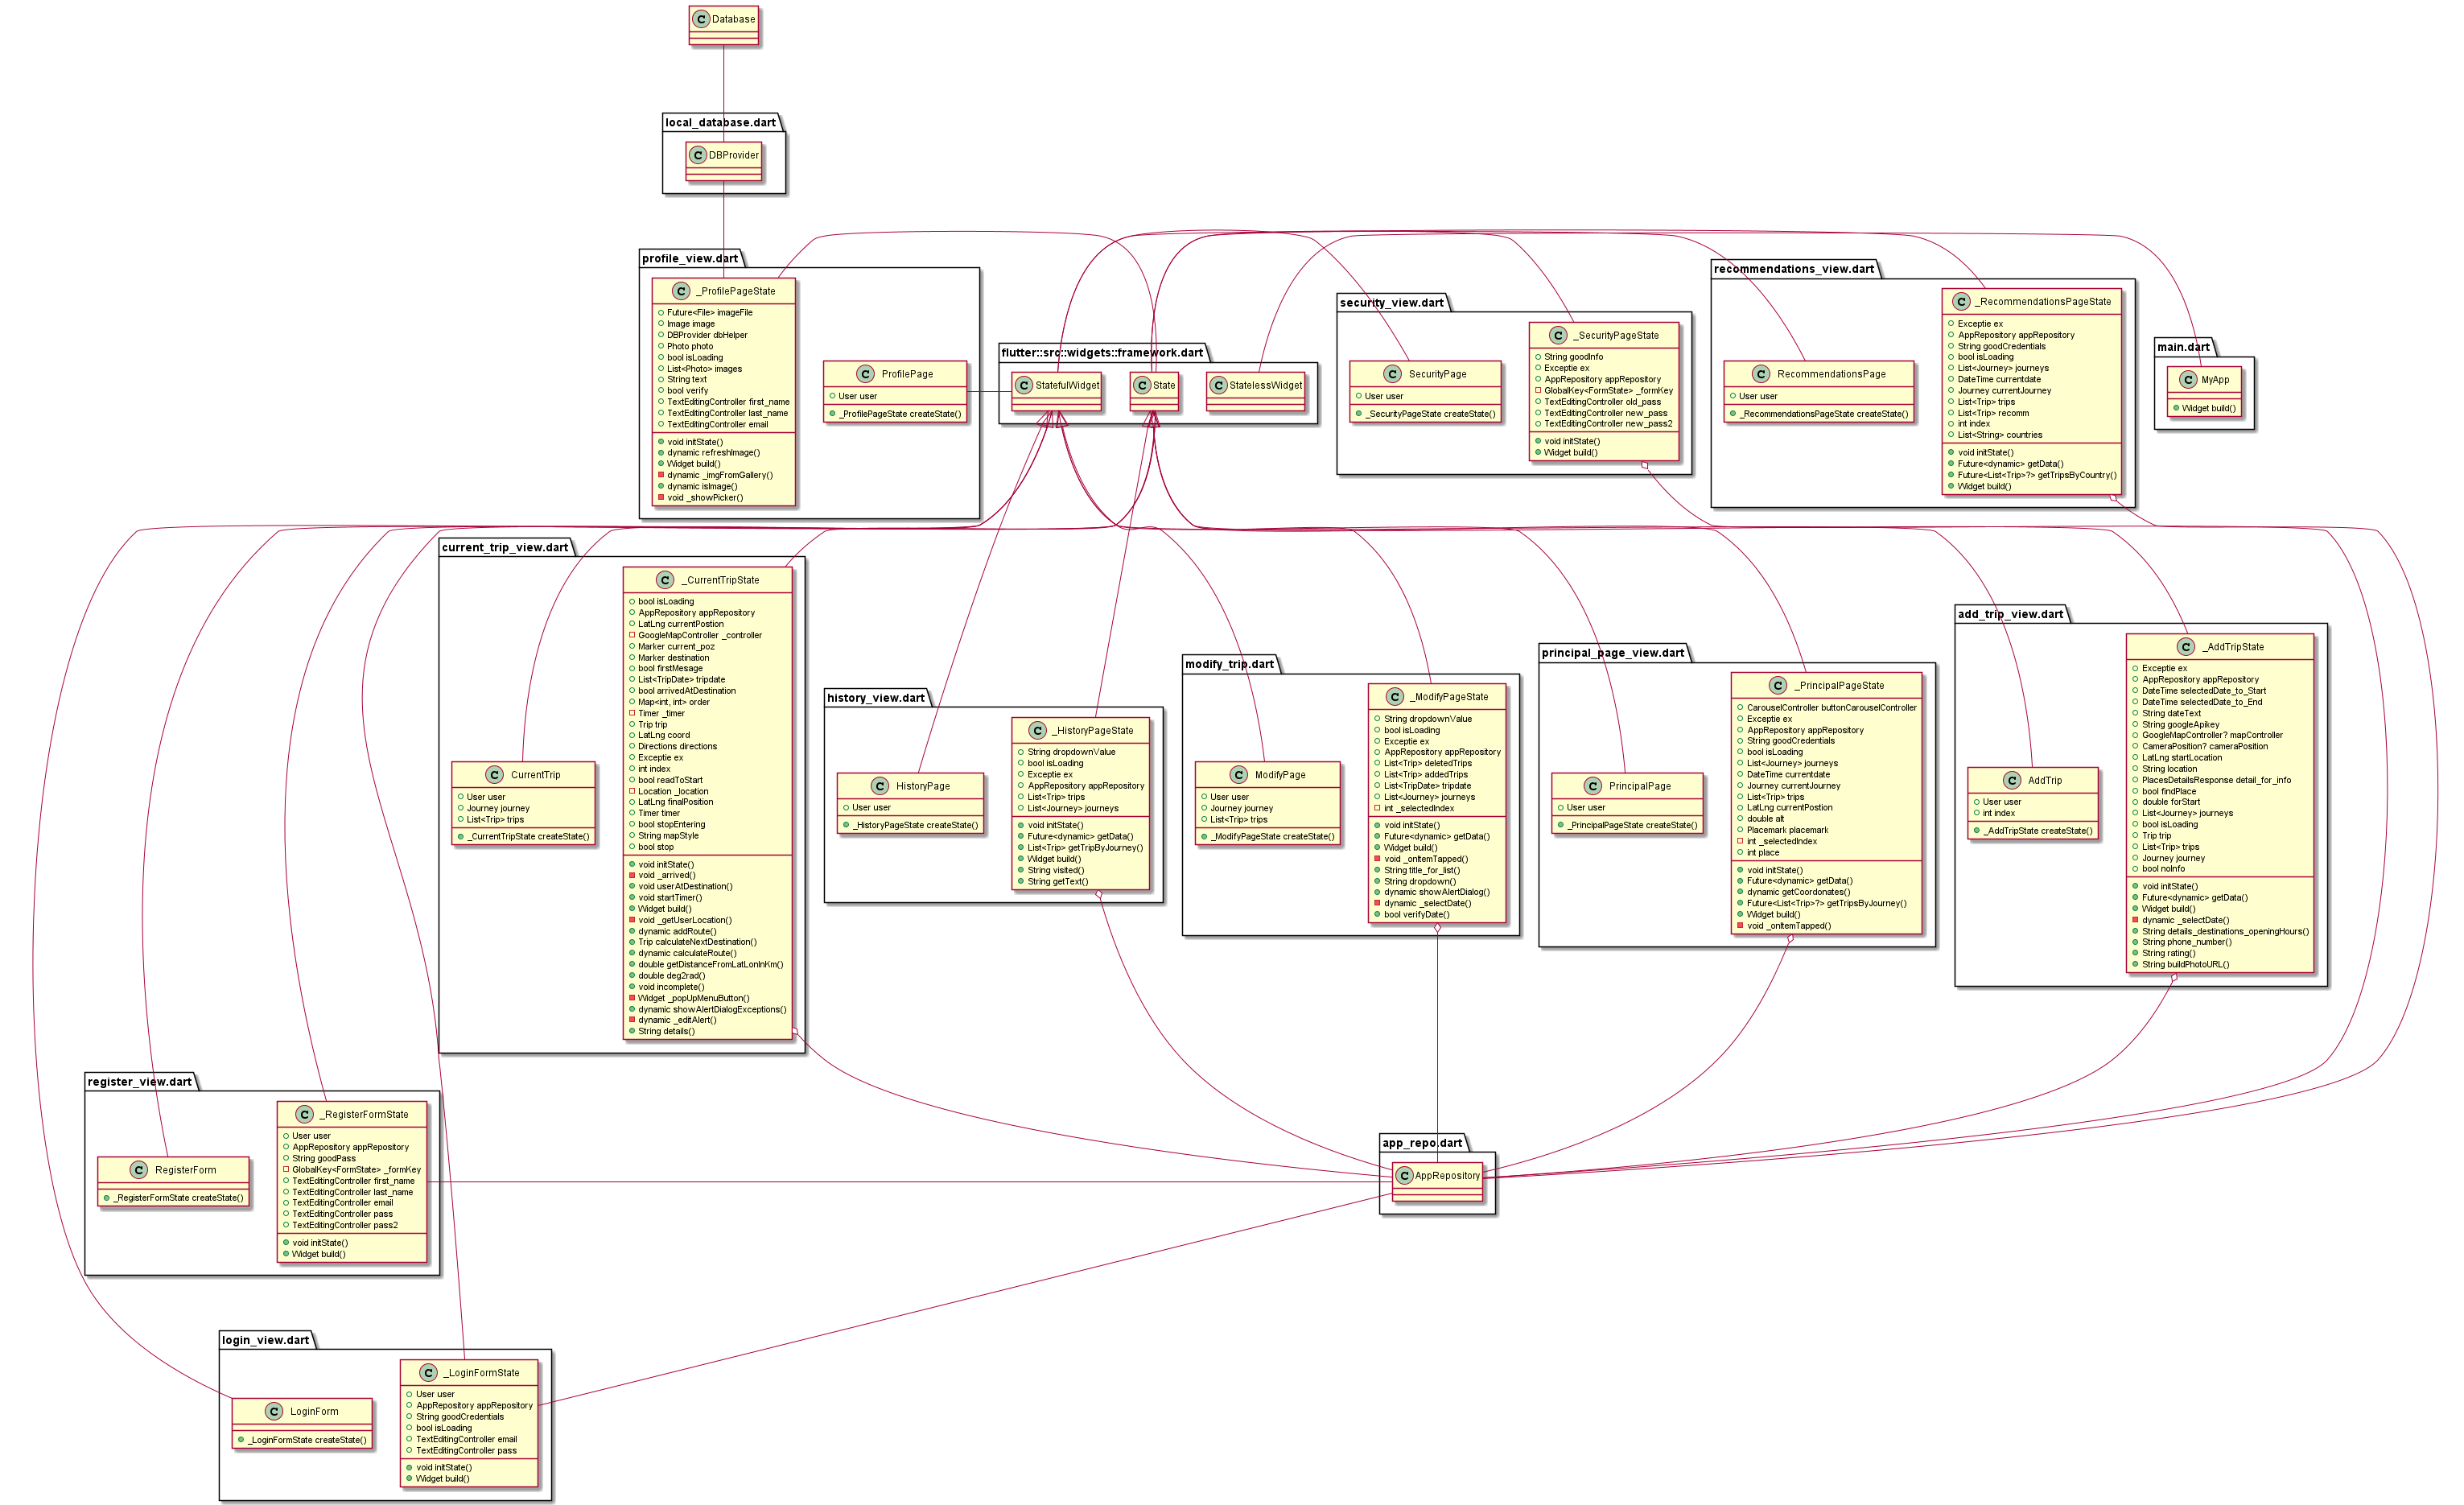 Database
local_database.dart
DBProvider
profile_view.dart
_ProfilePageState
Future<File> imageFile
Image image
DBProvider dbHelper
Photo photo
bool isLoading
List<Photo> images
String text
bool verify
TextEditingController first_name
TextEditingController last_name
TextEditingController email
void initState()
dynamic refreshImage()
Widget build()
dynamic _imgFromGallery()
dynamic isImage()
void _showPicker()
ProfilePage
User user
_ProfilePageState createState()
flutter::src::widgets::framework.dart
StatefulWidget
State
StatelessWidget
security_view.dart
SecurityPage
User user
_SecurityPageState createState()
_SecurityPageState
String goodInfo
Exceptie ex
AppRepository appRepository
GlobalKey<FormState> _formKey
TextEditingController old_pass
TextEditingController new_pass
TextEditingController new_pass2
void initState()
Widget build()
recommendations_view.dart
RecommendationsPage
User user
_RecommendationsPageState createState()
_RecommendationsPageState
Exceptie ex
AppRepository appRepository
String goodCredentials
bool isLoading
List<Journey> journeys
DateTime currentdate
Journey currentJourney
List<Trip> trips
List<Trip> recomm
int index
List<String> countries
void initState()
Future<dynamic> getData()
Future<List<Trip>?> getTripsByCountry()
Widget build()
main.dart
MyApp
Widget build()
current_trip_view.dart
CurrentTrip
User user
Journey journey
List<Trip> trips
_CurrentTripState createState()
_CurrentTripState
bool isLoading
AppRepository appRepository
LatLng currentPostion
GoogleMapController _controller
Marker current_poz
Marker destination
bool firstMesage
List<TripDate> tripdate
bool arrivedAtDestination
Map<int, int> order
Timer _timer
Trip trip
LatLng coord
Directions directions
Exceptie ex
int index
bool readToStart
Location _location
LatLng finalPosition
Timer timer
bool stopEntering
String mapStyle
bool stop
void initState()
void _arrived()
void userAtDestination()
void startTimer()
Widget build()
void _getUserLocation()
dynamic addRoute()
Trip calculateNextDestination()
dynamic calculateRoute()
double getDistanceFromLatLonInKm()
double deg2rad()
void incomplete()
Widget _popUpMenuButton()
dynamic showAlertDialogExceptions()
dynamic _editAlert()
String details()
history_view.dart
HistoryPage
User user
_HistoryPageState createState()
_HistoryPageState
String dropdownValue
bool isLoading
Exceptie ex
AppRepository appRepository
List<Trip> trips
List<Journey> journeys
void initState()
Future<dynamic> getData()
List<Trip> getTripByJourney()
Widget build()
String visited()
String getText()
modify_trip.dart
ModifyPage
User user
Journey journey
List<Trip> trips
_ModifyPageState createState()
_ModifyPageState
String dropdownValue
bool isLoading
Exceptie ex
AppRepository appRepository
List<Trip> deletedTrips
List<Trip> addedTrips
List<TripDate> tripdate
List<Journey> journeys
int _selectedIndex
void initState()
Future<dynamic> getData()
Widget build()
void _onItemTapped()
String title_for_list()
String dropdown()
dynamic showAlertDialog()
dynamic _selectDate()
bool verifyDate()
principal_page_view.dart
PrincipalPage
User user
_PrincipalPageState createState()
_PrincipalPageState
CarouselController buttonCarouselController
Exceptie ex
AppRepository appRepository
String goodCredentials
bool isLoading
List<Journey> journeys
DateTime currentdate
Journey currentJourney
List<Trip> trips
LatLng currentPostion
double alt
Placemark placemark
int _selectedIndex
int place
void initState()
Future<dynamic> getData()
dynamic getCoordonates()
Future<List<Trip>?> getTripsByJourney()
Widget build()
void _onItemTapped()
add_trip_view.dart
AddTrip
User user
int index
_AddTripState createState()
_AddTripState
Exceptie ex
AppRepository appRepository
DateTime selectedDate_to_Start
DateTime selectedDate_to_End
String dateText
String googleApikey
GoogleMapController? mapController
CameraPosition? cameraPosition
LatLng startLocation
String location
PlacesDetailsResponse detail_for_info
bool findPlace
double forStart
List<Journey> journeys
bool isLoading
Trip trip
List<Trip> trips
Journey journey
bool noInfo
void initState()
Future<dynamic> getData()
Widget build()
dynamic _selectDate()
String details_destinations_openingHours()
String phone_number()
String rating()
String buildPhotoURL()
register_view.dart
RegisterForm
_RegisterFormState createState()
_RegisterFormState
User user
AppRepository appRepository
String goodPass
GlobalKey<FormState> _formKey
TextEditingController first_name
TextEditingController last_name
TextEditingController email
TextEditingController pass
TextEditingController pass2
void initState()
Widget build()
app_repo.dart
AppRepository
login_view.dart
LoginForm
_LoginFormState createState()
_LoginFormState
User user
AppRepository appRepository
String goodCredentials
bool isLoading
TextEditingController email
TextEditingController pass
void initState()
Widget build()